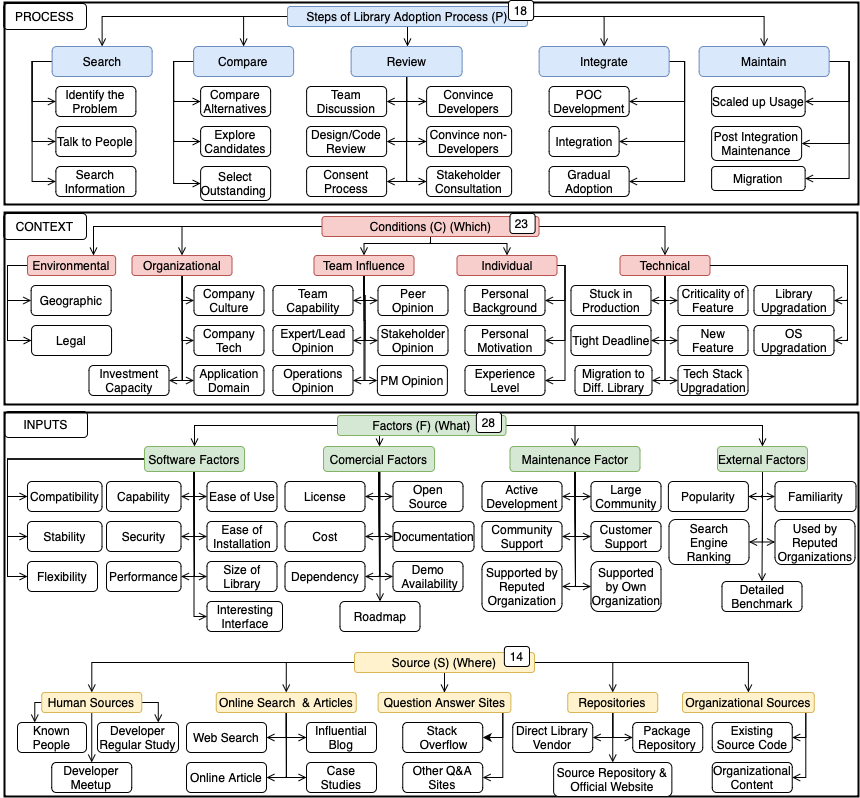 PROCESS
Steps of Library Adoption Process (P)
18
Search
Compare
Review
Integrate
Maintain
Identify the
Problem
Talk to People
Search
Information
Compare
Alternatives
Explore
Candidates
Select
Outstanding
Team
Discussion
Convince
Developers
Design/Code
Review
Convince non-
Developers
Consent
Process
Stakeholder
Consultation
POC
Development
Integration
Gradual
Adoption
Scaled up Usage
Post Integration
Maintenance
Migration
CONTEXT
Conditions (C) (Which)
23
Environmental
Organizational
Team Influence
Individual
Technical
Geographic
Legal
Company
Culture
Company
Tech
Investment
Capacity
Application
Domain
Team
Capability
Peer
Opinion
Expert/Lead
Opinion
Stakeholder
Opinion
Operations
Opinion
PM Opinion
Personal
Background
Personal
Motivation
Experience
Level
Stuck in
Production
Criticality of
Feature
Library
Upgradation
Tight Deadline
New
Feature
OS
Upgradation
Migration to
Diff. Library
Tech Stack
Upgradation
INPUTS
Factors (F) (What)
28
Software Factors
Comercial Factors
Maintenance Factor
External Factors
Compatibility
Capability
Ease of Use
Stability
Security
Ease of
Installation
Flexibility
Performance
Size of
Library
Interesting
Interface
License
Open
Source
Cost
Documentation
Dependency
Demo
Availability
Roadmap
Active
Development
Large
Community
Community
Support
Customer
Support
Supported by
Reputed
Organization
Supported
by Own
Organization
Popularity
Familiarity
Search
Engine
Ranking
Used by
Reputed
Organizations
Detailed
Benchmark
Source (S) (Where)
14
Human Sources
Online Search & Articles
Question Answer Sites
Repositories
Organizational Sources
Known
People
Developer
Regular Study
Developer
Meetup
Web Search
Influential
Blog
Online Article
Case
Studies
Stack
Overflow
Other Q&A
Sites
Direct Library
Vendor
Package
Repository
Source Repository &
Official Website
Existing
Source Code
Organizational
Content